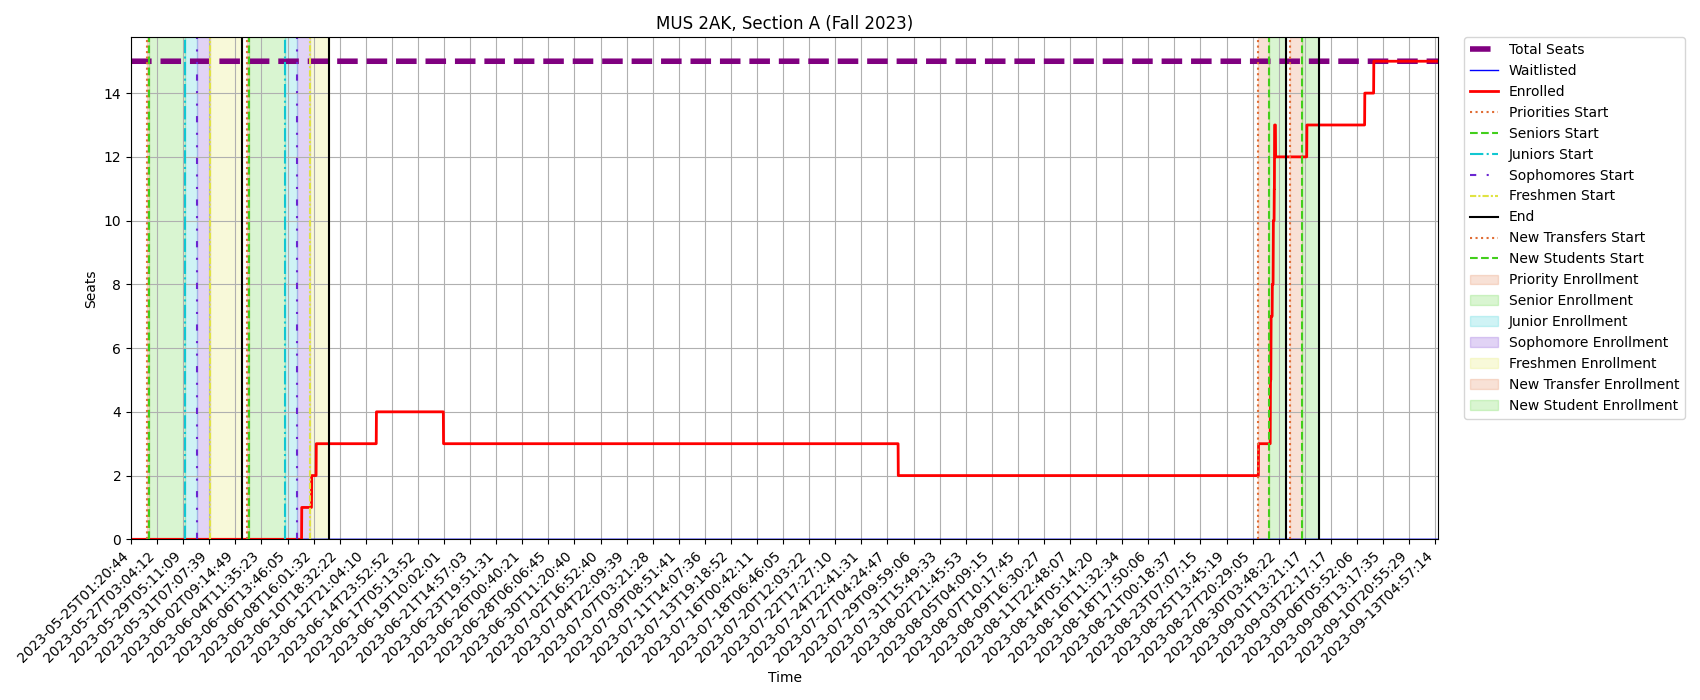 MUS 2AK, Section A (Fall 2023)
Seats
14
12
10
8
6
4
2
0
2023-05-25T01:20:44
2023-05-27T03:04:12
2023-05-29T05:11:09
2023-05-31T07:07:39
2023-06-02T09:14:49
2023-06-04T11:35:23
2023-06-06T13:46:05
2023-06-08T16:01:32
2023-06-10T18:32:22
2023-06-12T21:04:10
2023-06-14T23:52:52
2023-06-17T05:13:52
2023-06-19T10:02:01
2023-06-21T14:57:03
2023-06-23T19:51:31
2023-06-26T00:40:21
2023-06-28T06:06:45
2023-06-30T11:20:40
2023-07-02T16:52:40
2023-07-04T22:09:39
2023-07-07T03:21:28
2023-07-09T08:51:41
2023-07-11T14:07:36
2023-07-13T19:18:52
2023-07-16T00:42:11
2023-07-18T06:46:05
2023-07-20T12:03:22
2023-07-22T17:27:10
2023-07-24T22:41:31
2023-07-27T04:24:47
2023-07-29T09:59:06
2023-07-31T15:49:33
2023-08-02T21:45:53
2023-08-05T04:09:15
2023-08-07T10:17:45
2023-08-09T16:30:27
2023-08-11T22:48:07
2023-08-14T05:14:20
2023-08-16T11:32:34
2023-08-18T17:50:06
2023-08-21T00:18:37
2023-08-23T07:07:15
2023-08-25T13:45:19
2023-08-27T20:29:05
2023-08-30T03:48:22
2023-09-01T13:21:17
2023-09-03T22:17:17
2023-09-06T05:52:06
2023-09-08T13:17:35
2023-09-10T20:55:29
2023-09-13T04:57:14
Time
Total Seats
Waitlisted
Enrolled
Priorities Start
Seniors Start
Juniors Start
Sophomores Start
Freshmen Start
End
New Transfers Start
New Students Start
Priority Enrollment
Senior Enrollment
Junior Enrollment
Sophomore Enrollment
Freshmen Enrollment
New Transfer Enrollment
New Student Enrollment